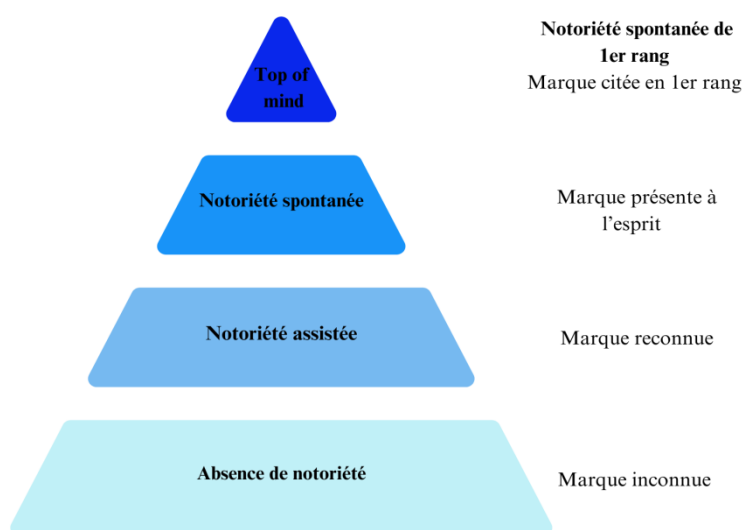 Top of
mind
Notoriété spontanée de
1er rang
Marque citée en 1er rang
Notoriété spontanée
Marque présente à
l'esprit
Notoriété assistée
Marque reconnue
Absence de notoriété
Marque inconnue